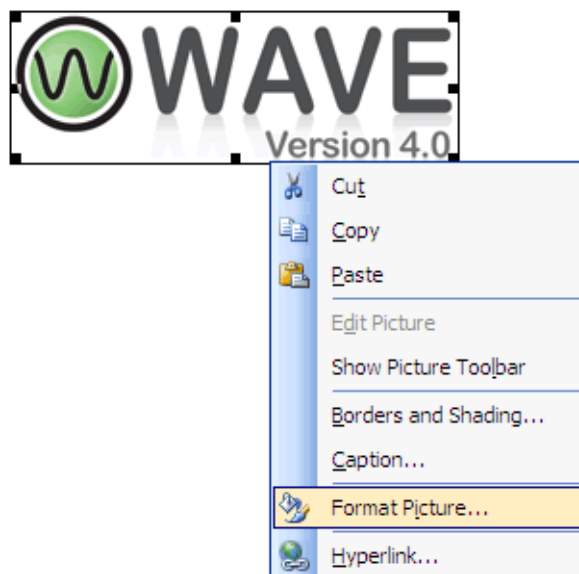 WAVE
Version 4.0
Cut
Copy
Paste
Edit Picture
Show Picture Toolbar
Borders and Shading...
Caption...
Format Picture...
Hyperlink...